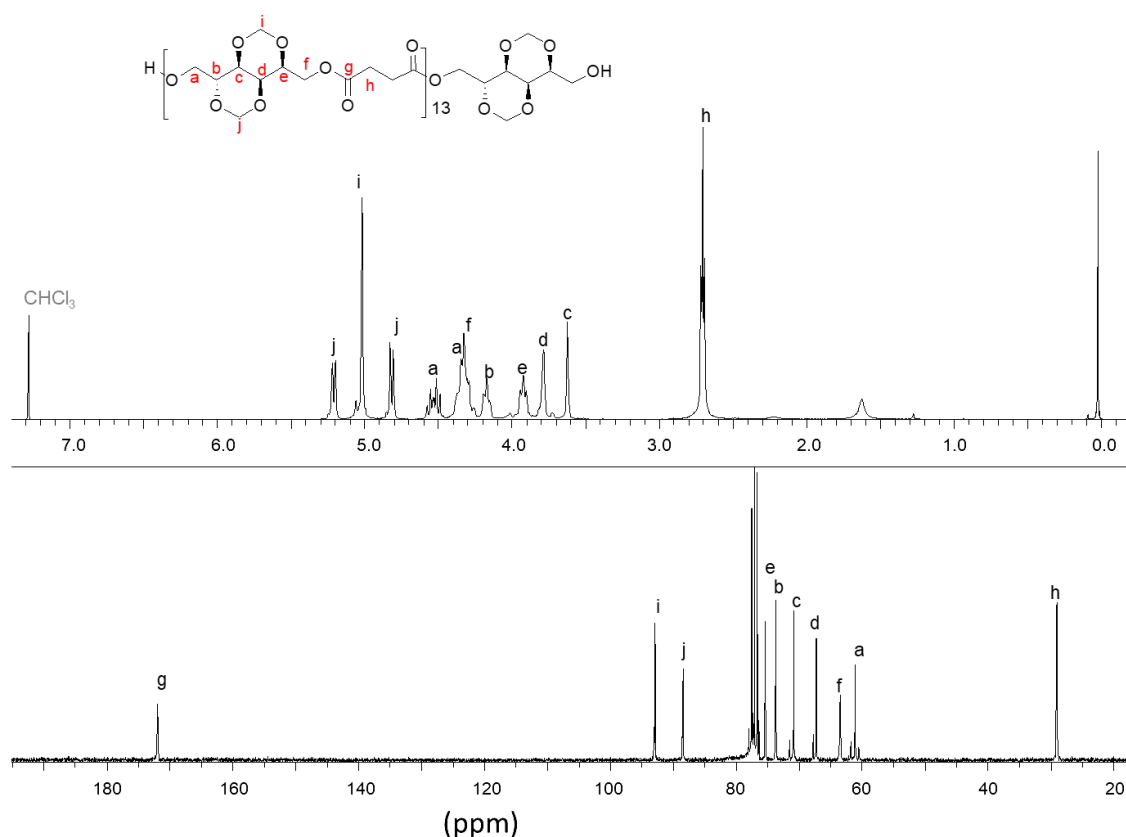 i
O O f O
H b e g O
O a c d O h O
O O O 13
j
O O
OH
O O
h
i
CHCl3
f
c
j j a d
a b e
7.0 6.0 5.0 4.0 3.0 2.0 1.0 0.0
e
b
i c h
d
j a
g f
180 160 140 120 100 80 60 40 20
(ppm)